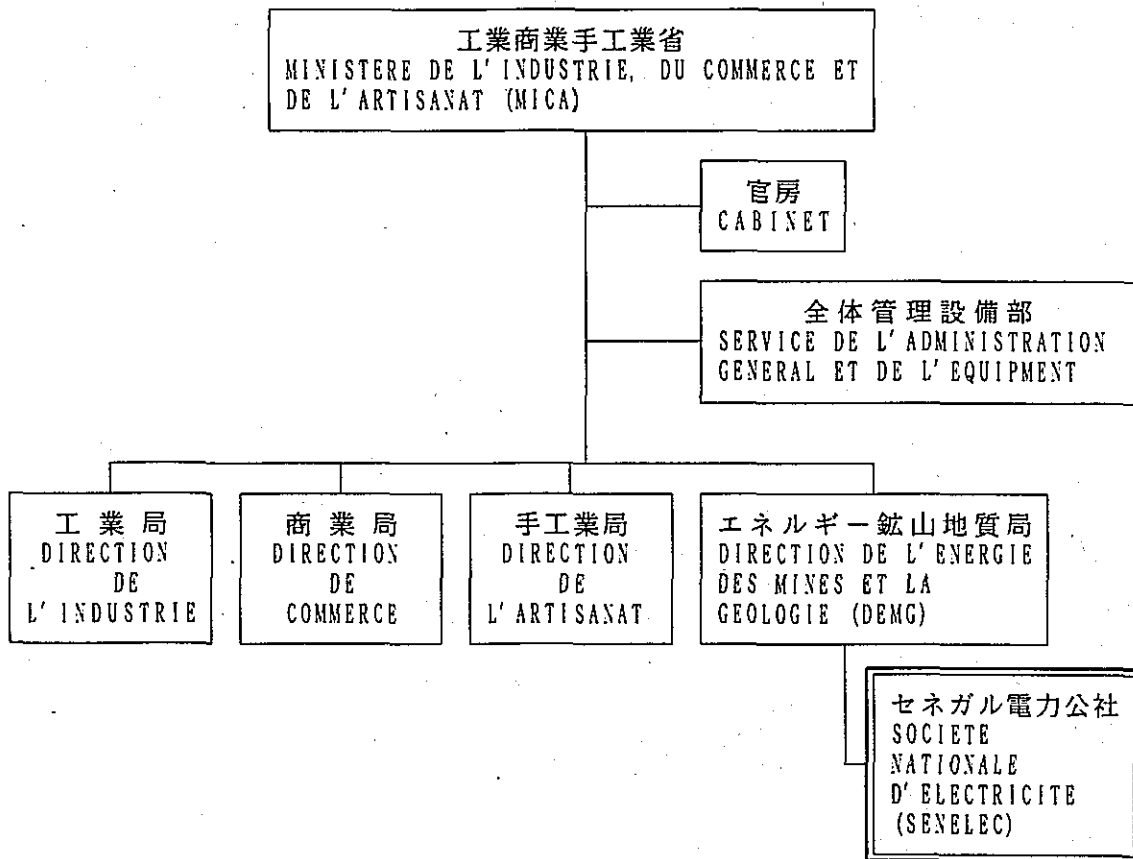 工業商業手工業省
MINISTERE DE L'INDUSTRIE, DU COMMERCE ET
DE L'ARTISANAT (MICA)
官房
CABINET
全体管理設備部
SERVICE DE L'ADMINISTRATION
GENERAL ET DE L'EQUIPMENT
工業局
DIRECTION
DE
L'INDUSTRIE
商業局
DIRECTION
DE
COMMERCE
手工業局
DIRECTION
DE
L'ARTISANAT
エネルギー鉱山地質局
DIRECTION DE L'ENERGIE
DES MINES ET LA
GEOLOGIE (DEMG)
セネガル電力公社
SOCIETE
NATIONALE
D'ELECTRICITE
(SENELEC)